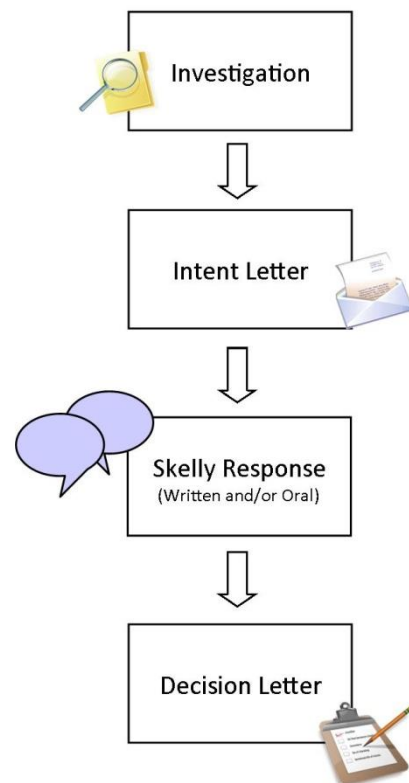 Investigation
Intent Letter
Skelly Response
(Written and/or Oral)
Decision Letter